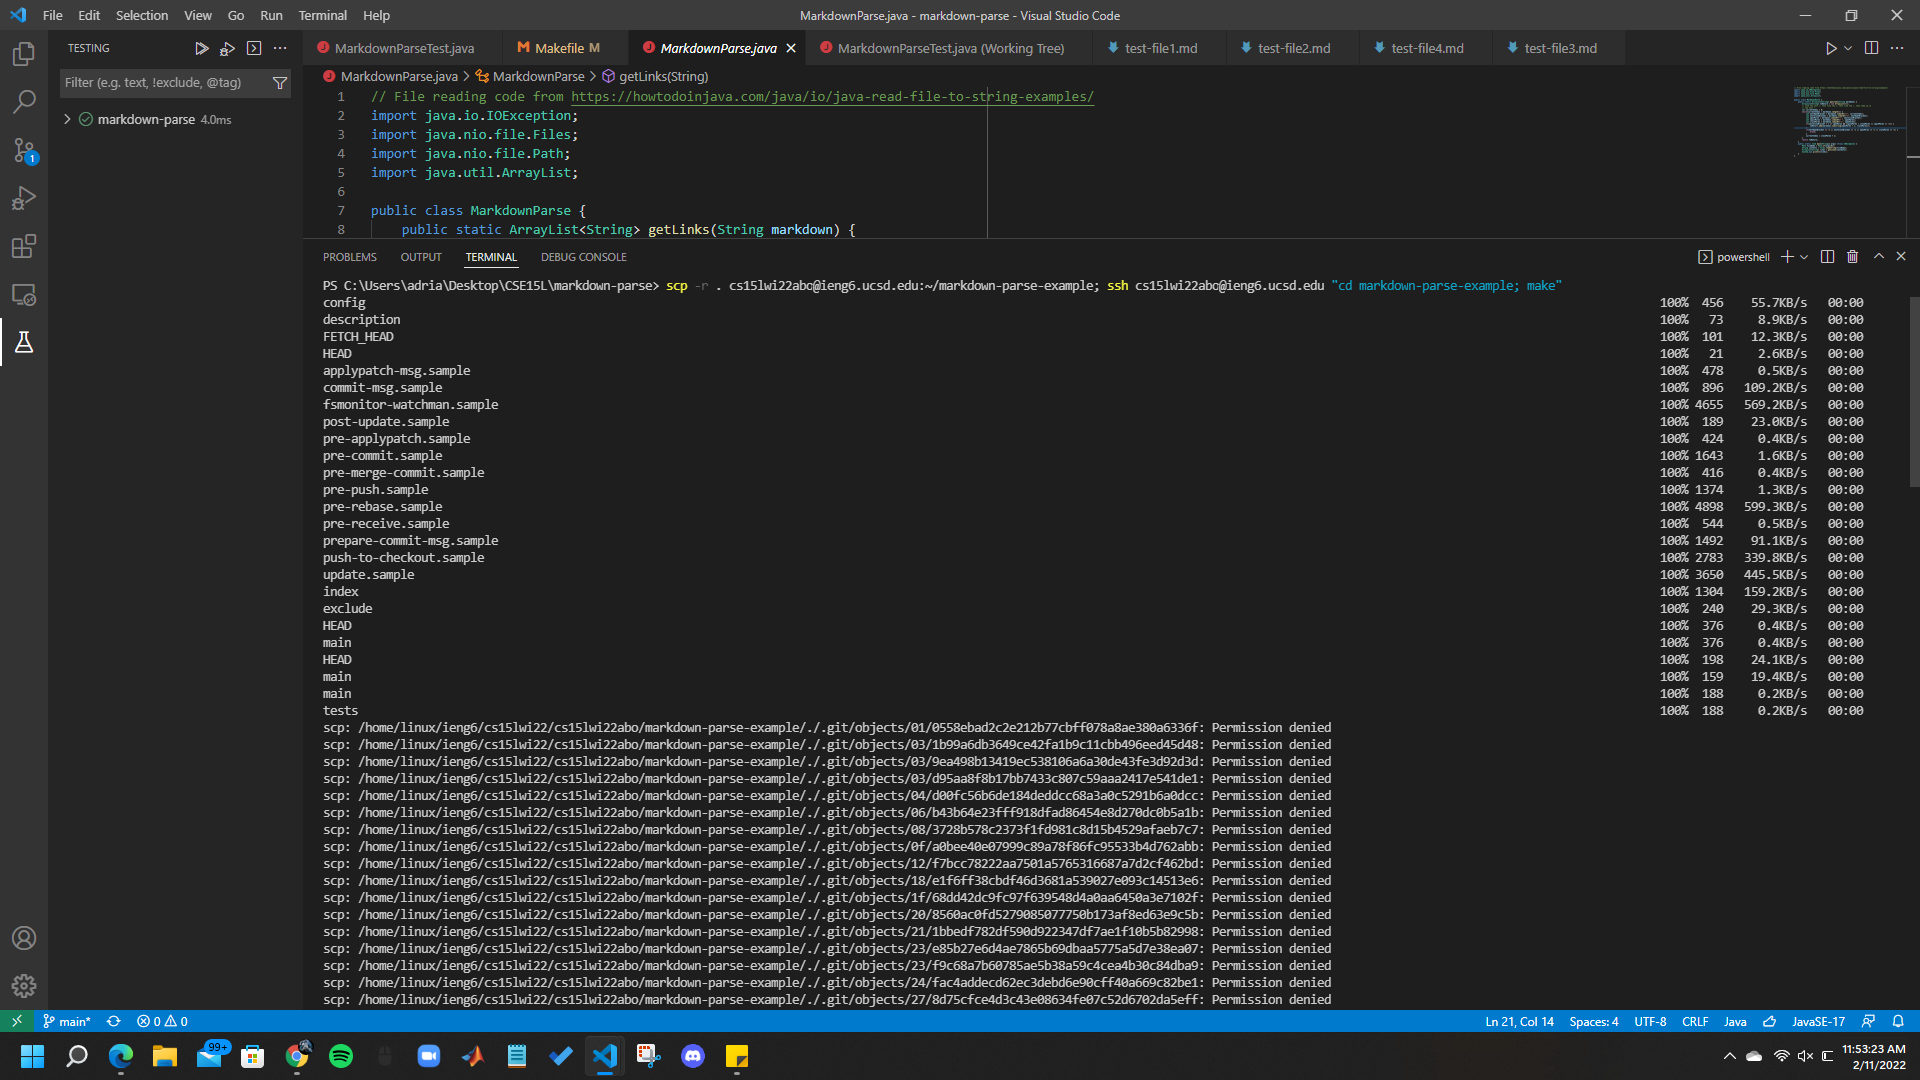 File Edit Selection View Go Run Terminal Help
MarkdownParse.java - markdown-parse - Visual Studio Code
TESTING
Filter (e.g. text, !exclude, @tag)
markdown-parse 4.0ms
1
MarkdownParseTest.java
Makefile M
MarkdownParse.java
MarkdownParseTest.java (Working Tree)
test-file1.md
test-file2.md
test-file4.md
test-file3.md
MarkdownParse.java > MarkdownParse > getLinks(String)
1 // File reading code from https://howtodoinjava.com/java/io/java-read-file-to-string-examples/
2 import java.io.IOException;
3 import java.nio.file.Files;
4 import java.nio.file.Path;
5 import java.util.ArrayList;
6
7 public class MarkdownParse {
8 public static ArrayList<String> getLinks(String markdown) {
PROBLEMS OUTPUT TERMINAL DEBUG CONSOLE
powershell
PS C:\Users\adria\Desktop\CSE15L\markdown-parse> scp -r . cs15lwi22abo@ieng6.ucsd.edu:~/markdown-parse-example; ssh cs15lwi22abo@ieng6.ucsd.edu "cd markdown-parse-example; make"
config 100% 456 55.7KB/s 00:00
description 100% 73 8.9KB/s 00:00
FETCH_HEAD 100% 101 12.3KB/s 00:00
HEAD 100% 21 2.6KB/s 00:00
applypatch-msg.sample 100% 478 0.5KB/s 00:00
commit-msg.sample 100% 896 109.2KB/s 00:00
fsmonitor-watchman.sample 100% 4655 569.2KB/s 00:00
post-update.sample 100% 189 23.0KB/s 00:00
pre-applypatch.sample 100% 424 0.4KB/s 00:00
pre-commit.sample 100% 1643 1.6KB/s 00:00
pre-merge-commit.sample 100% 416 0.4KB/s 00:00
pre-push.sample 100% 1374 1.3KB/s 00:00
pre-rebase.sample 100% 4898 599.3KB/s 00:00
pre-receive.sample 100% 544 0.5KB/s 00:00
prepare-commit-msg.sample 100% 1492 91.1KB/s 00:00
push-to-checkout.sample 100% 2783 339.8KB/s 00:00
update.sample 100% 3650 445.5KB/s 00:00
index 100% 1304 159.2KB/s 00:00
exclude 100% 240 29.3KB/s 00:00
HEAD 100% 376 0.4KB/s 00:00
main 100% 376 0.4KB/s 00:00
HEAD 100% 198 24.1KB/s 00:00
main 100% 159 19.4KB/s 00:00
main 100% 188 0.2KB/s 00:00
tests 100% 188 0.2KB/s 00:00
scp: /home/linux/ieng6/cs15lwi22/cs15lwi22abo/markdown-parse-example/./.git/objects/01/0558ebad2c2e212b77cbff078a8ae380a6336f: Permission denied
scp: /home/linux/ieng6/cs15lwi22/cs15lwi22abo/markdown-parse-example/./.git/objects/03/1b99a6db3649ce42fa1b9c11cbb496eed45d48: Permission denied
scp: /home/linux/ieng6/cs15lwi22/cs15lwi22abo/markdown-parse-example/./.git/objects/03/9ea498b13419ec538106a6a30de43fe3d92d3d: Permission denied
scp: /home/linux/ieng6/cs15lwi22/cs15lwi22abo/markdown-parse-example/./.git/objects/03/d95aa8f8b17bb7433c807c59aaa2417e541de1: Permission denied
scp: /home/linux/ieng6/cs15lwi22/cs15lwi22abo/markdown-parse-example/./.git/objects/04/d00fc56b6de184deddcc68a3a0c5291b6a0dcc: Permission denied
scp: /home/linux/ieng6/cs15lwi22/cs15lwi22abo/markdown-parse-example/./.git/objects/06/b43b64e23fff918dfad86454e8d270dc0b5a1b: Permission denied
scp: /home/linux/ieng6/cs15lwi22/cs15lwi22abo/markdown-parse-example/./.git/objects/08/3728b578c2373f1fd981c8d15b4529afaeb7c7: Permission denied
scp: /home/linux/ieng6/cs15lwi22/cs15lwi22abo/markdown-parse-example/./.git/objects/0f/a0bee40e07999c89a78f86fc95533b4d762abb: Permission denied
scp: /home/linux/ieng6/cs15lwi22/cs15lwi22abo/markdown-parse-example/./.git/objects/12/f7bcc78222aa7501a5765316687a7d2cf462bd: Permission denied
scp: /home/linux/ieng6/cs15lwi22/cs15lwi22abo/markdown-parse-example/./.git/objects/18/e1f6ff38cbdf46d3681a539027e093c14513e6: Permission denied
scp: /home/linux/ieng6/cs15lwi22/cs15lwi22abo/markdown-parse-example/./.git/objects/1f/68dd42dc9fc97f639548d4a0aa6450a3e7102f: Permission denied
scp: /home/linux/ieng6/cs15lwi22/cs15lwi22abo/markdown-parse-example/./.git/objects/20/8560ac0fd5279085077750b173af8ed63e9c5b: Permission denied
scp: /home/linux/ieng6/cs15lwi22/cs15lwi22abo/markdown-parse-example/./.git/objects/21/1bbedf782df590d922347df7ae1f10b5b82998: Permission denied
scp: /home/linux/ieng6/cs15lwi22/cs15lwi22abo/markdown-parse-example/./.git/objects/23/e85b27e6d4ae7865b69dbaa5775a5d7e38ea07: Permission denied
scp: /home/linux/ieng6/cs15lwi22/cs15lwi22abo/markdown-parse-example/./.git/objects/23/f9c68a7b60785ae5b38a59c4cea4b30c84dba9: Permission denied
scp: /home/linux/ieng6/cs15lwi22/cs15lwi22abo/markdown-parse-example/./.git/objects/24/fac4addecd62ec3debd6e90cff40a669c82be1: Permission denied
scp: /home/linux/ieng6/cs15lwi22/cs15lwi22abo/markdown-parse-example/./.git/objects/27/8d75cfce4d3c43e08634fe07c52d6702da5eff: Permission denied
main* 0 0
Ln 21, Col 14 Spaces: 4 UTF-8 CRLF Java JavaSE-17
99+
11:53:23 AM
2/11/2022